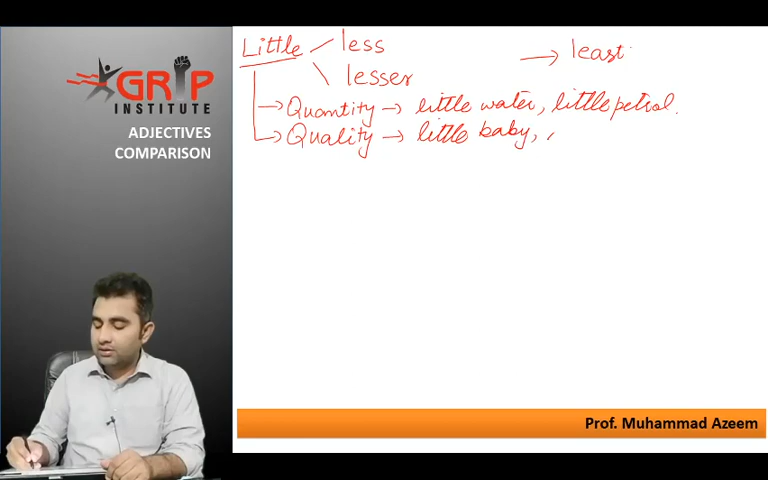 GRIP
INSTITUTE
ADJECTIVES
COMPARISON
Little less → least
lesser
→ Quantity → little water, little petrol.
→ Quality → little baby,
Prof. Muhammad Azeem